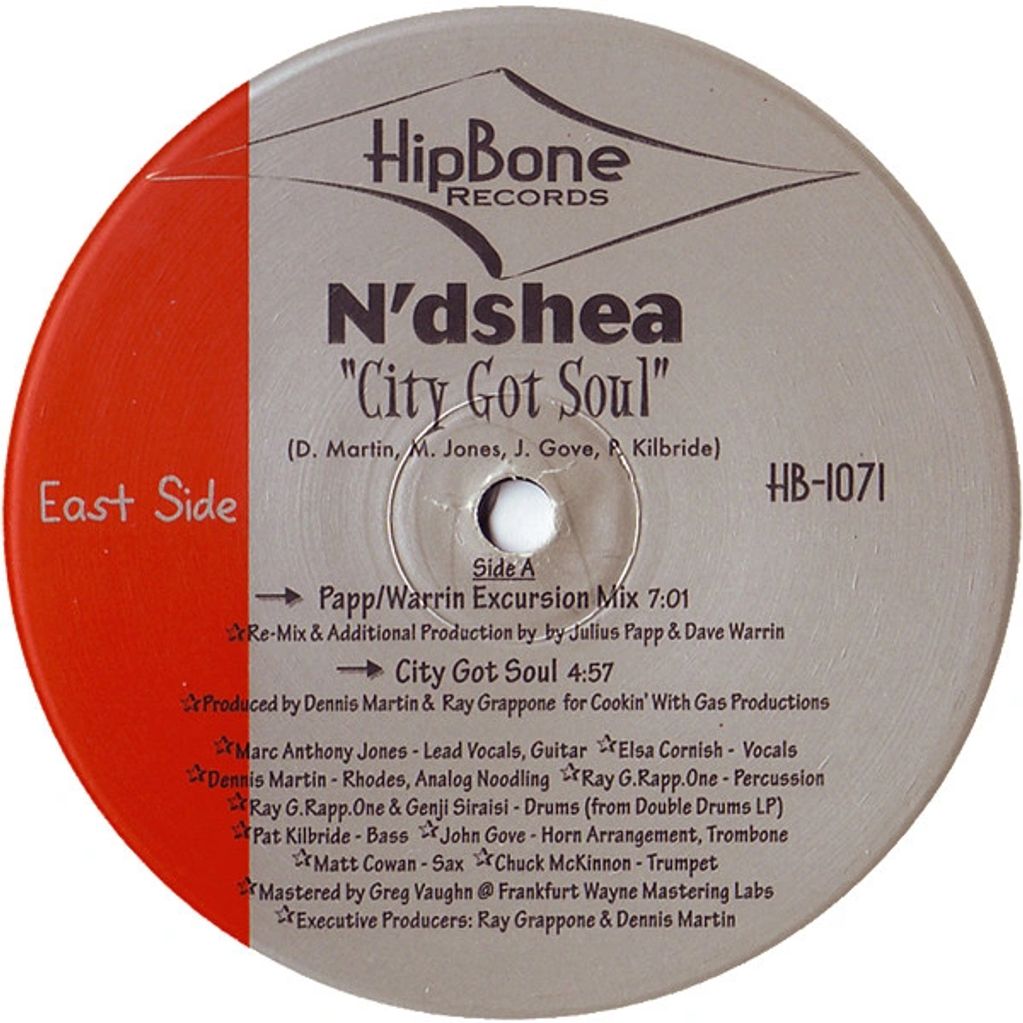 HipBone
RECORDS
N'dshea
"City Got Soul"
(D. Martin, M. Jones, J. Gove, P. Kilbride)
East Side
HB-1071
Side A
→ Papp/Warrin Excursion Mix 7:01
☆Re-Mix & Additional Production by by Julius Papp & Dave Warrin
→ City Got Soul 4:57
☆Produced by Dennis Martin & Ray Grappone for Cookin' With Gas Productions
☆Marc Anthony Jones - Lead Vocals, Guitar ☆Elsa Cornish - Vocals
☆Dennis Martin - Rhodes, Analog Noodling ☆Ray G.Rapp.One - Percussion
☆Ray G.Rapp.One & Genji Siraisi - Drums (from Double Drums LP)
☆Pat Kilbride - Bass ☆John Gove - Horn Arrangement, Trombone
☆Matt Cowan - Sax ☆Chuck McKinnon - Trumpet
☆Mastered by Greg Vaughn @ Frankfurt Wayne Mastering Labs
☆Executive Producers: Ray Grappone & Dennis Martin